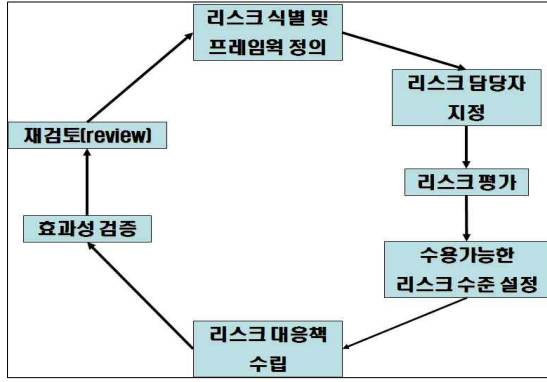 리스크 식별 및
프레임웍 정의
리스크 담당자
지정
리스크 평가
수용가능한
리스크 수준 설정
리스크 대응책
수립
효과성 검증
재검토(review)